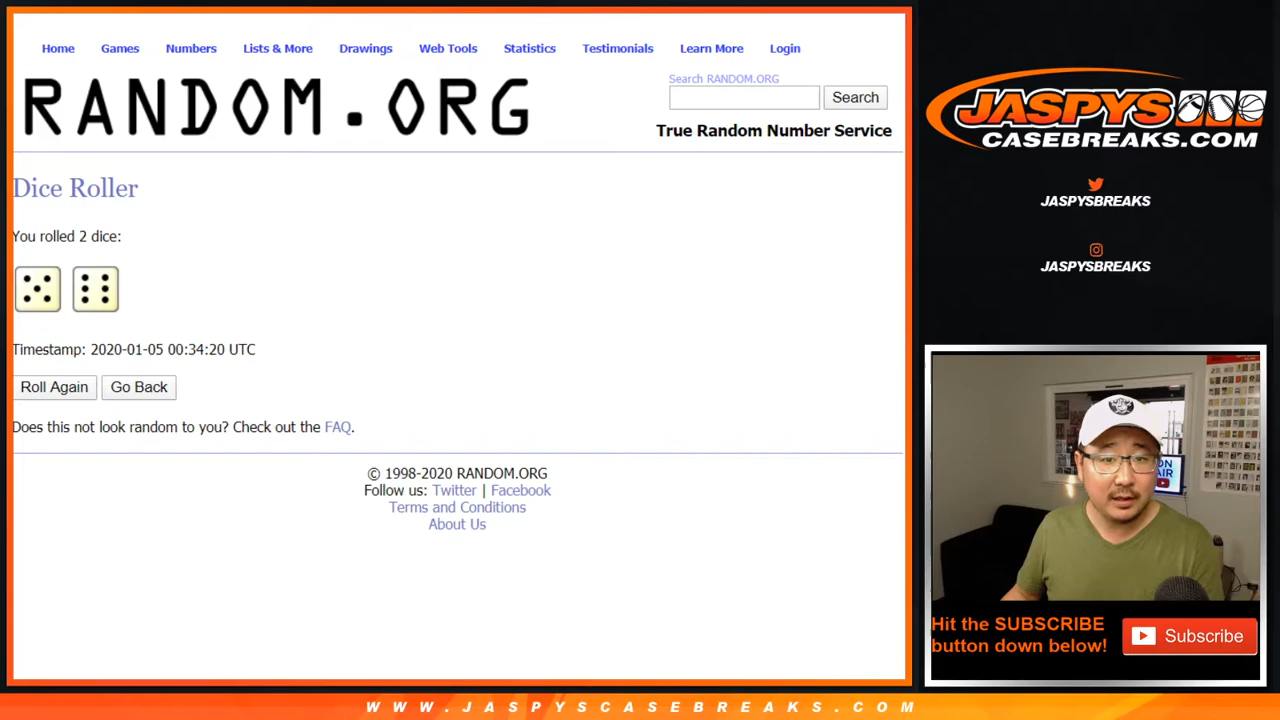 Home Games Numbers Lists & More Drawings Web Tools Statistics Testimonials Learn More Login
RANDOM.ORG
Search RANDOM.ORG
Search
True Random Number Service
Dice Roller
You rolled 2 dice:
Timestamp: 2020-01-05 00:34:20 UTC
Roll Again Go Back
Does this not look random to you? Check out the FAQ.
© 1998-2020 RANDOM.ORG
Follow us: Twitter | Facebook
Terms and Conditions
About Us
JASPYS
CASEBREAKS.COM
JASPYSBREAKS
JASPYSBREAKS
ON
AIR
Hit the SUBSCRIBE
button down below!
Subscribe
WWW.JASPYSCASEBREAKS.COM